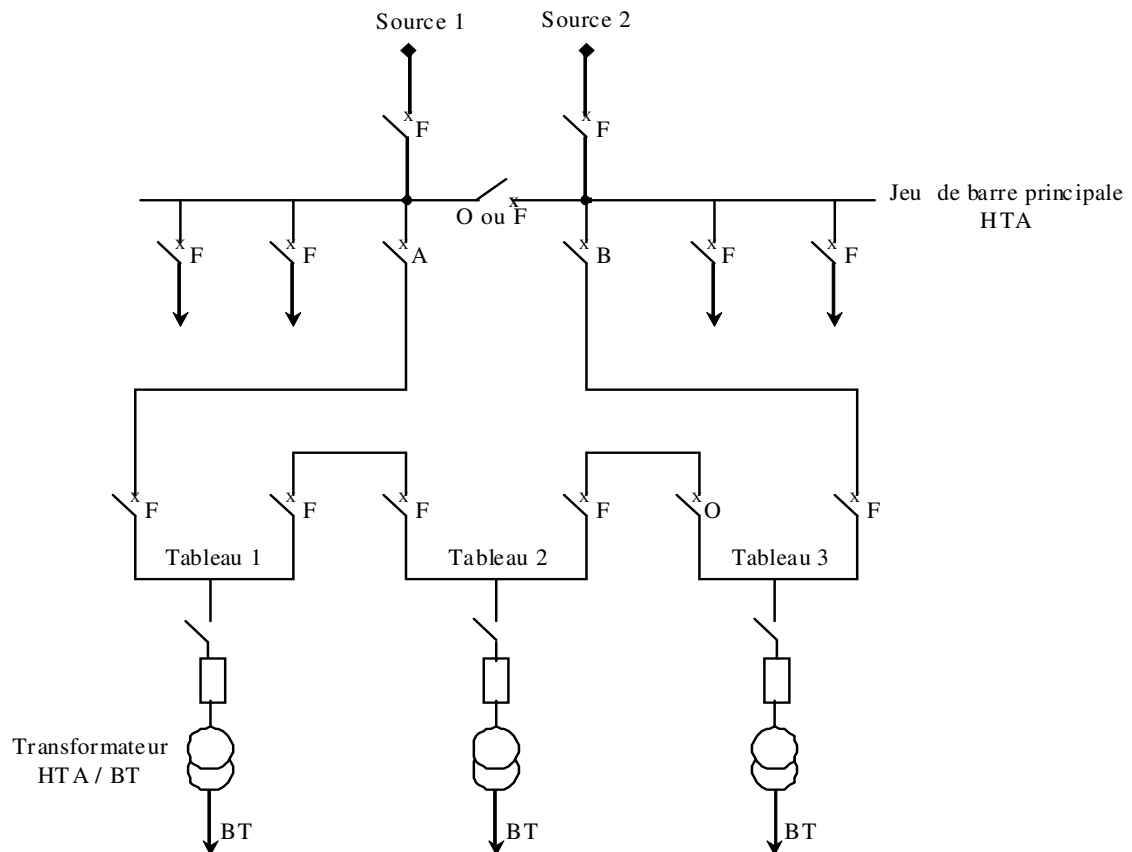 Source 1
Source 2
F
F
O ou F
Jeu de barre principale
HTA
F
F
A
B
F
F
F
F
F
F
O
F
Tableau 1
Tableau 2
Tableau 3
Transformateur
HTA / BT
BT
BT
BT